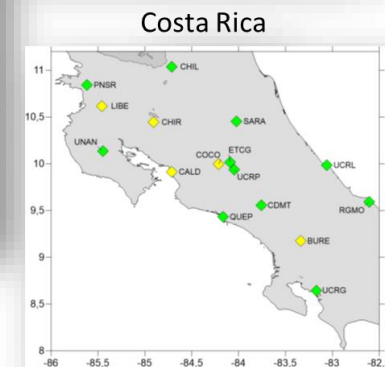 Costa Rica
11
10,5
10
9,5
9
8,5
8
CHIL
PNSR
LIBE
CHIR
SARA
UNAN
COCO
ETCG
UCRP
CALD
UCRL
CDMT
RGMO
QUEP
BURE
UCRG
-86 -85.5 -85 -84.5 -84 -83.5 -83 -82.